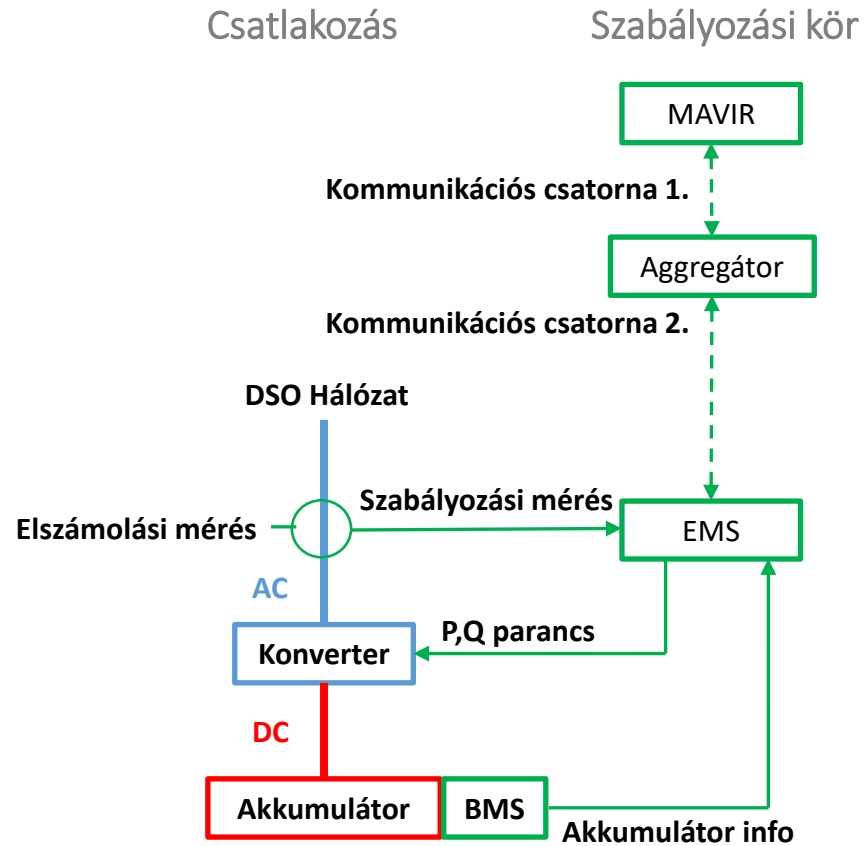 Csatlakozás
Szabályozási kör
MAVIR
Kommunikációs csatorna 1.
Aggregátor
Kommunikációs csatorna 2.
DSO Hálózat
Szabályozási mérés
Elszámolási mérés
EMS
AC
P,Q parancs
Konverter
DC
Akkumulátor
BMS
Akkumulátor info